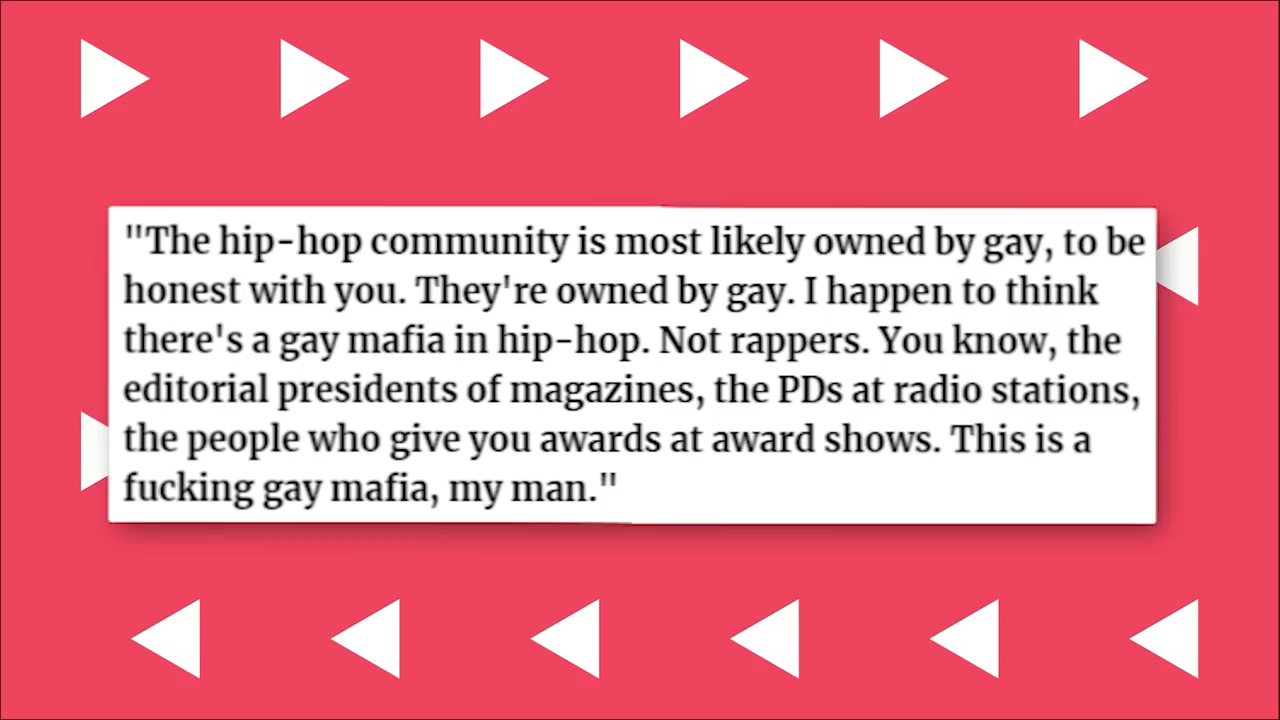 "The hip-hop community is most likely owned by gay, to be
honest with you. They're owned by gay. I happen to think
there's a gay mafia in hip-hop. Not rappers. You know, the
editorial presidents of magazines, the PDs at radio stations,
the people who give you awards at award shows. This is a
fucking gay mafia, my man."